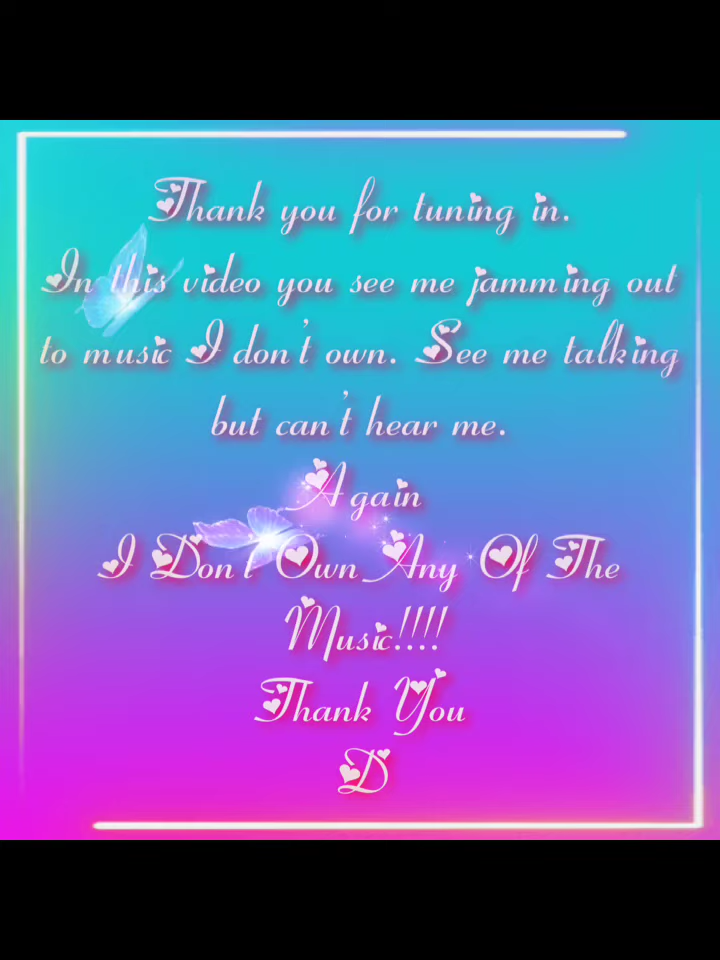 Thank you for tuning in.
In this video you see me jamming out
to music I don't own. See me talking
but can't hear me.
Again
I Don't Own Any Of The
Music!!!!
Thank You
D